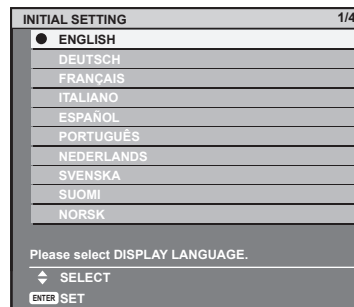 INITIAL SETTING 1/4
ENGLISH
DEUTSCH
FRANÇAIS
ITALIANO
ESPAÑOL
PORTUGUÊS
NEDERLANDS
SVENSKA
SUOMI
NORSK
Please select DISPLAY LANGUAGE.
SELECT
ENTER SET